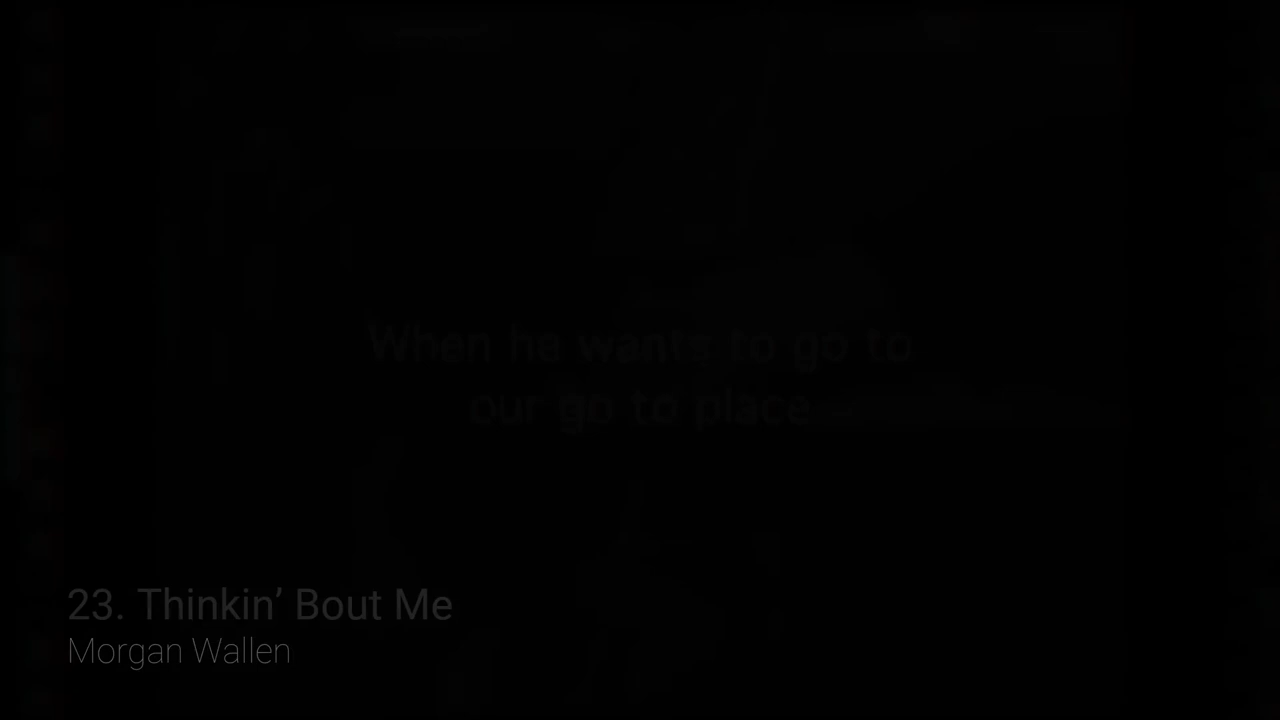 When he wants to go to
our go to place
23. Thinkin’ Bout Me
Morgan Wallen